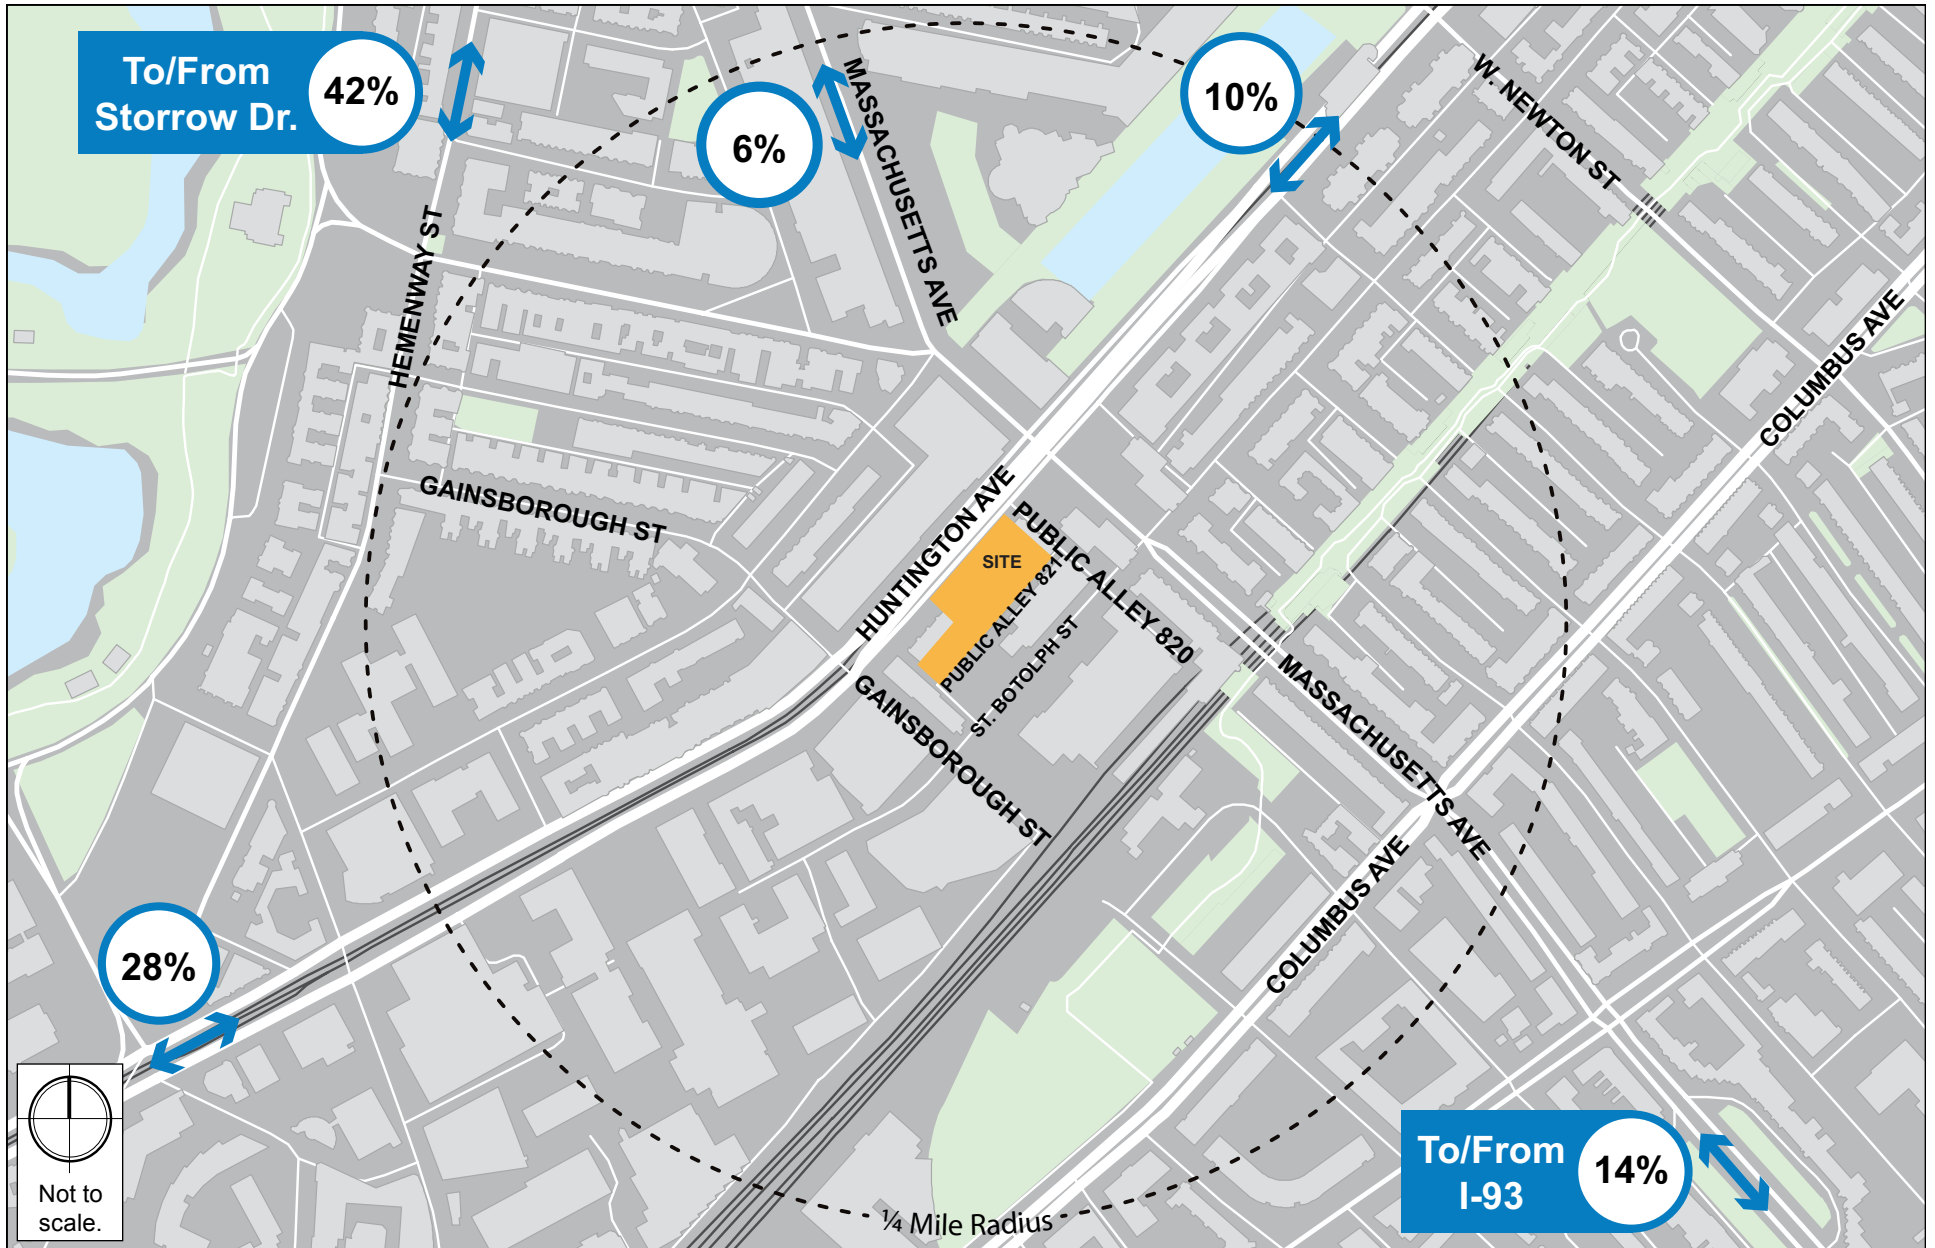 To/From
Storrow Dr.
42%
6%
10%
MASSACHUSETTS AVE
W. NEWTON ST
HEMENWAY ST
COLUMBUS AVE
GAINSBOROUGH ST
HUNTINGTON AVE
SITE
PUBLIC ALLEY 820
PUBLIC ALLEY 821
ST. BOTOLPH ST
GAINSBOROUGH ST
MASSACHUSETTS AVE
COLUMBUS AVE
28%
Not to
scale.
¼ Mile Radius
To/From
I-93
14%